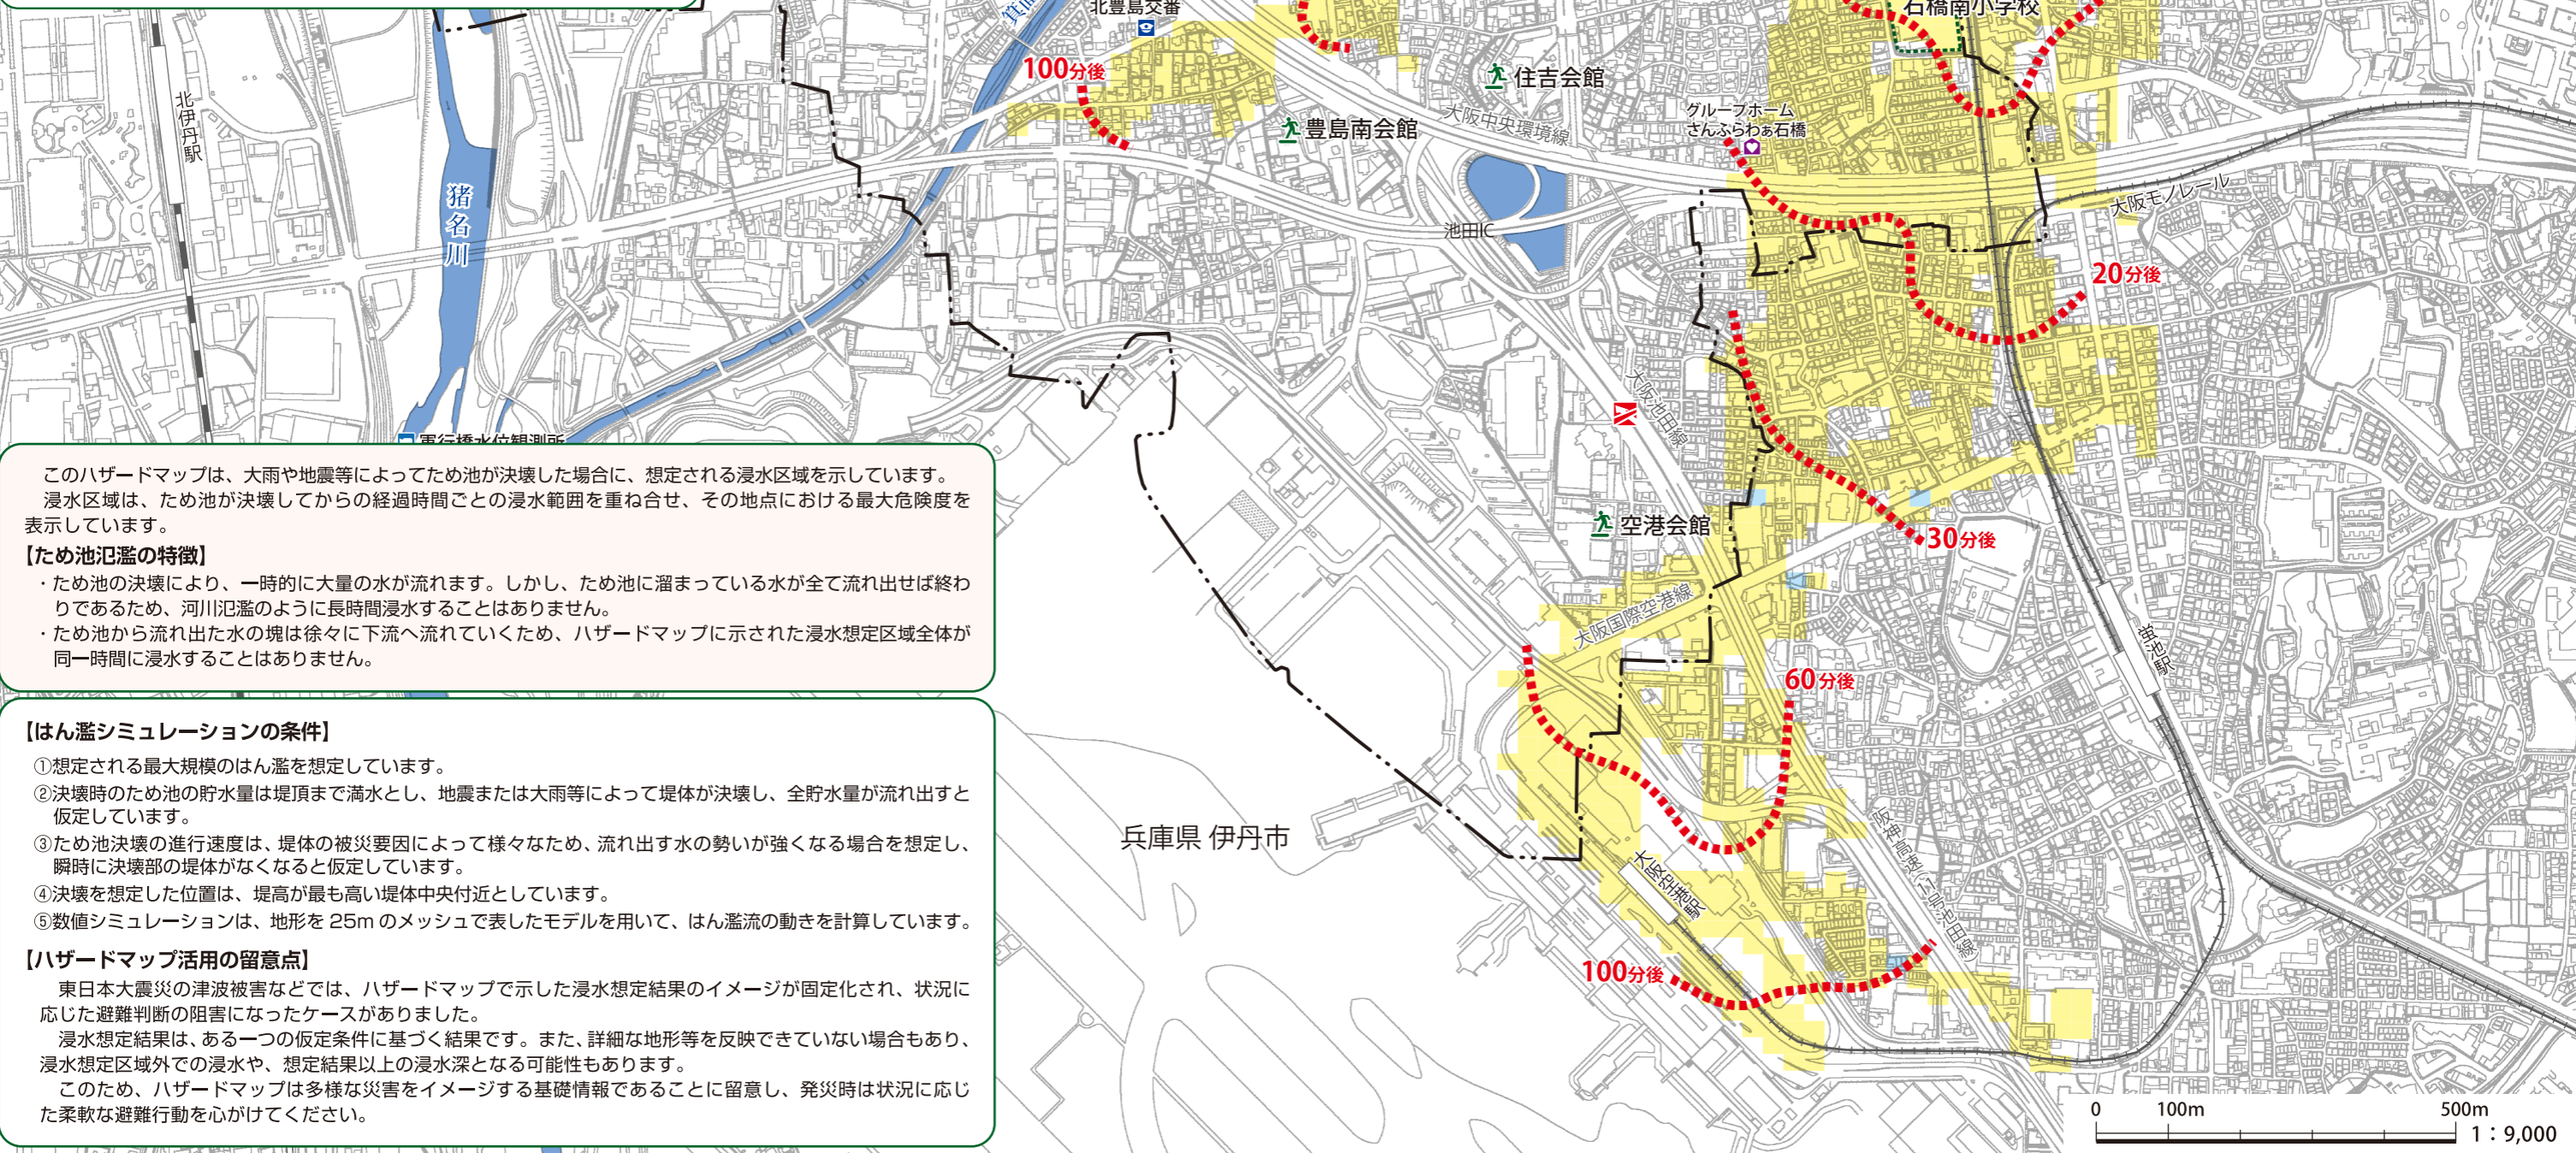 北豊島交番
石橋南小学校
100分後
住吉会館
北伊丹駅
豊島南会館
大阪中央環境線
グループホーム
さんふらわぁ石橋
猪名川
池田IC
大阪モノレール
20分後
大阪池田線
軍行橋水位観測所
空港会館
30分後
大阪国際空港線
蛍池駅
60分後
兵庫県 伊丹市
大阪空港駅
阪神高速(11号池田線)
100分後
このハザードマップは、大雨や地震等によってため池が決壊した場合に、想定される浸水区域を示しています。
浸水区域は、ため池が決壊してからの経過時間ごとの浸水範囲を重ね合せ、その地点における最大危険度を
表示しています。
【ため池氾濫の特徴】
・ため池の決壊により、一時的に大量の水が流れます。しかし、ため池に溜まっている水が全て流れ出せば終わ
りであるため、河川氾濫のように長時間浸水することはありません。
・ため池から流れ出た水の塊は徐々に下流へ流れていくため、ハザードマップに示された浸水想定区域全体が
同一時間に浸水することはありません。
【はん濫シミュレーションの条件】
①想定される最大規模のはん濫を想定しています。
②決壊時のため池の貯水量は堤頂まで満水とし、地震または大雨等によって堤体が決壊し、全貯水量が流れ出すと
仮定しています。
③ため池決壊の進行速度は、堤体の被災要因によって様々なため、流れ出す水の勢いが強くなる場合を想定し、
瞬時に決壊部の堤体がなくなると仮定しています。
④決壊を想定した位置は、堤高が最も高い堤体中央付近としています。
⑤数値シミュレーションは、地形を 25m のメッシュで表したモデルを用いて、はん濫流の動きを計算しています。
【ハザードマップ活用の留意点】
東日本大震災の津波被害などでは、ハザードマップで示した浸水想定結果のイメージが固定化され、状況に
応じた避難判断の阻害になったケースがありました。
浸水想定結果は、ある一つの仮定条件に基づく結果です。また、詳細な地形等を反映できていない場合もあり、
浸水想定区域外での浸水や、想定結果以上の浸水深となる可能性もあります。
このため、ハザードマップは多様な災害をイメージする基礎情報であることに留意し、発災時は状況に応じ
た柔軟な避難行動を心がけてください。
0 100m 500m
1：9,000